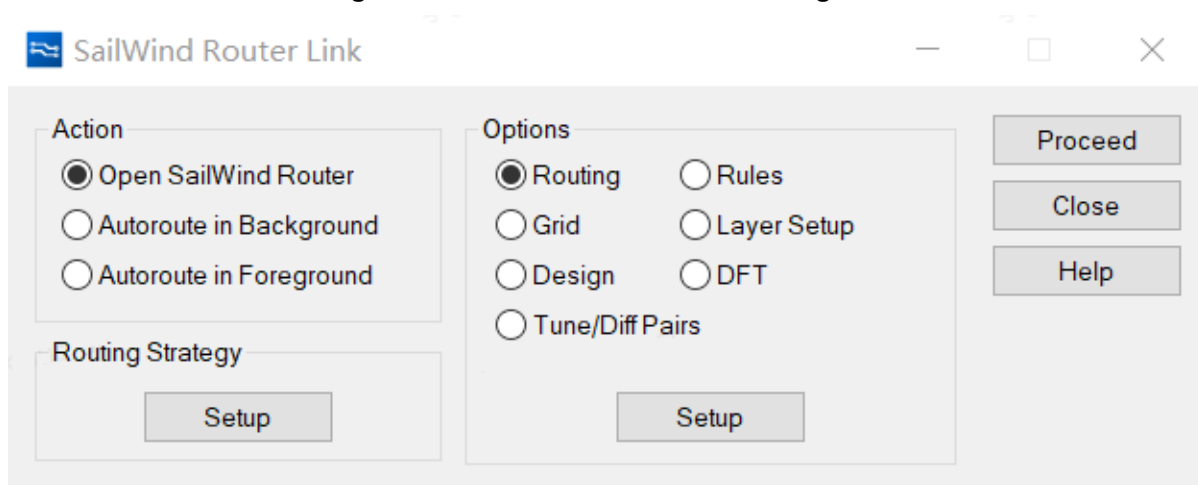 SailWind Router Link
Action
Open SailWind Router
Autoroute in Background
Autoroute in Foreground
Routing Strategy
Setup
Options
Routing
Rules
Grid
Layer Setup
Design
DFT
Tune/Diff Pairs
Setup
Proceed
Close
Help